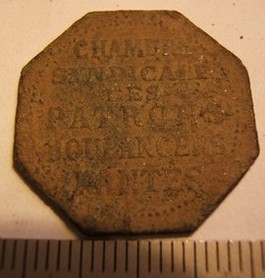 CHAMBRE
SYNDICALE
DES
PATRONS
BOULANGERS
NANTES